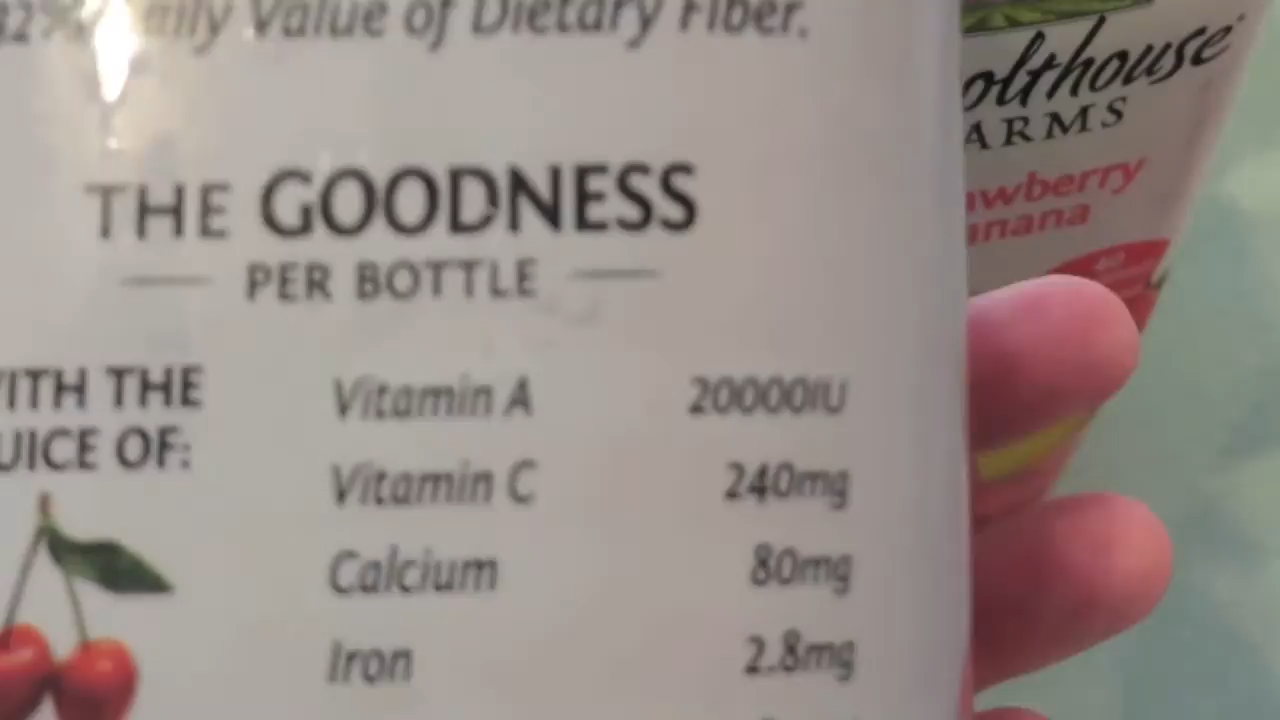 Daily Value of Dietary Fiber.
THE GOODNESS
PER BOTTLE
WITH THE
JUICE OF:
Vitamin A 20000IU
Vitamin C 240mg
Calcium 80mg
Iron 2.8mg
olthouse
ARMS
awberry
anana